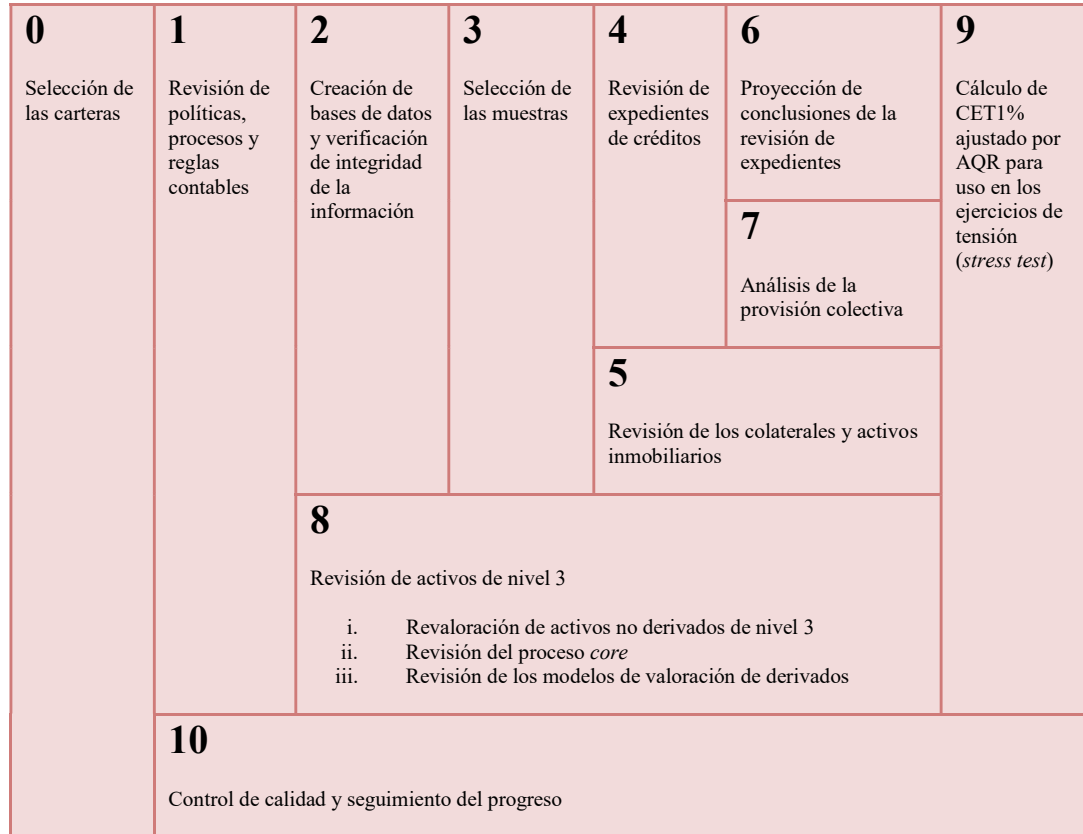 0
Selección de
las carteras
1
Revisión de
políticas,
procesos y
reglas
contables
2
Creación de
bases de datos
y verificación
de integridad
de la
información
3
Selección de
las muestras
4
Revisión de
expedientes
de créditos
6
Proyección de
conclusiones de la
revisión de
expedientes
9
Cálculo de
CET1%
ajustado por
AQR para
uso en los
ejercicios de
tensión
(stress test)
7
Análisis de la
provisión colectiva
5
Revisión de los colaterales y activos
inmobiliarios
8
Revisión de activos de nivel 3
i. Revaloración de activos no derivados de nivel 3
ii. Revisión del proceso core
iii. Revisión de los modelos de valoración de derivados
10
Control de calidad y seguimiento del progreso